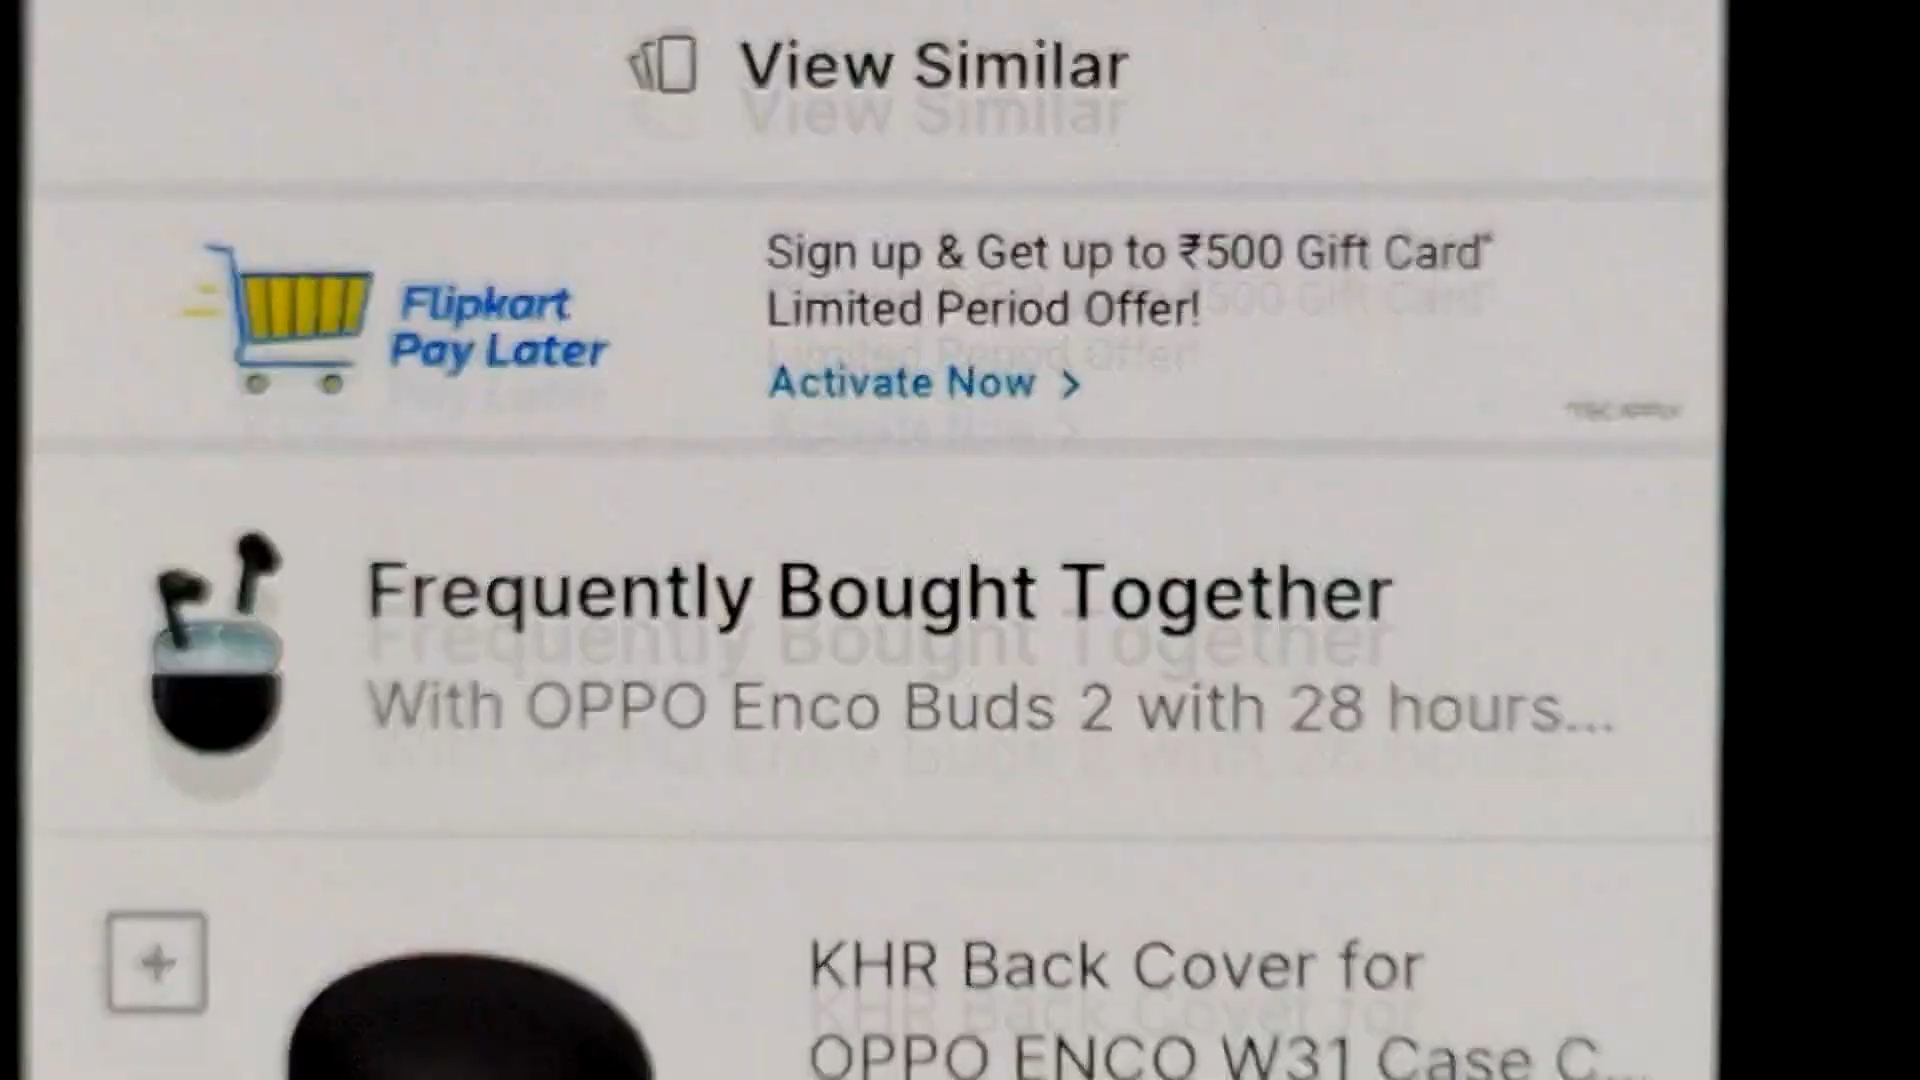 View Similar
Flipkart
Pay Later
Sign up & Get up to ₹500 Gift Card*
Limited Period Offer!
Activate Now >
Frequently Bought Together
With OPPO Enco Buds 2 with 28 hours...
KHR Back Cover for
OPPO ENCO W31 Case C...